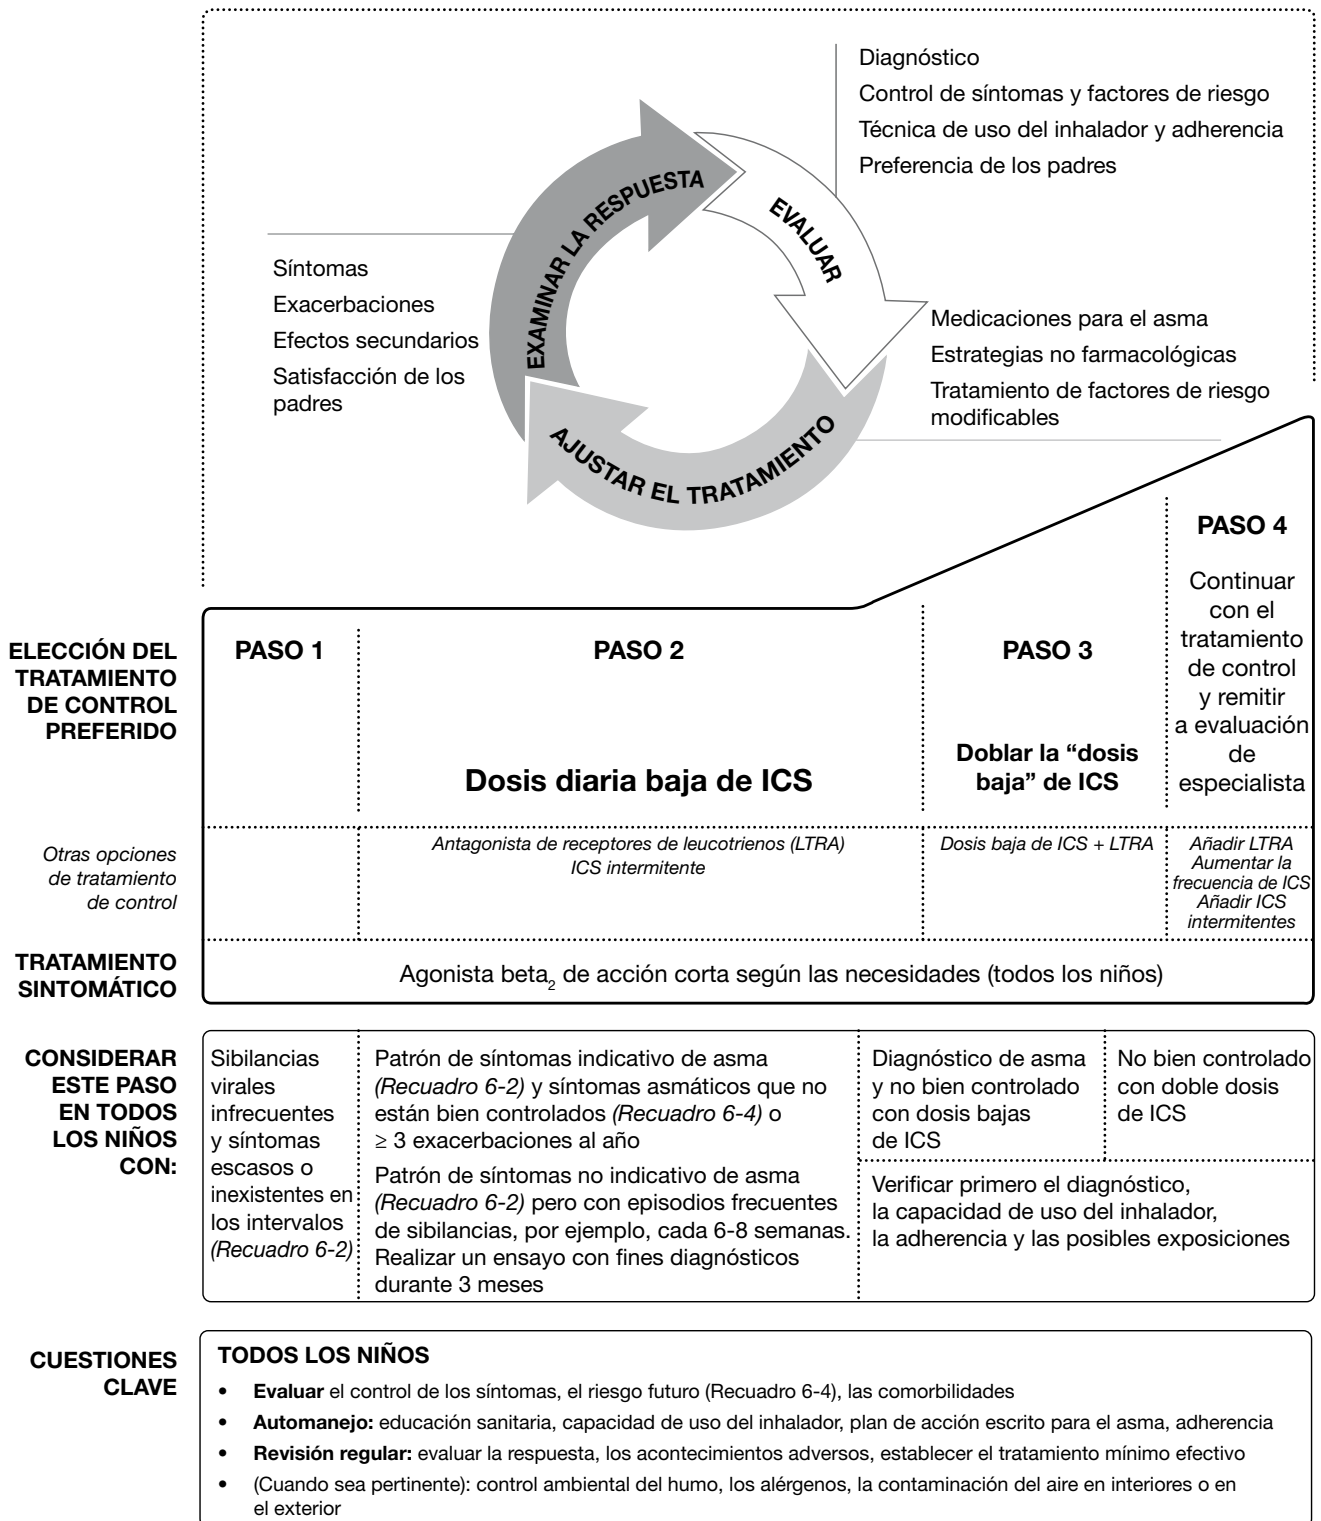 Diagnóstico
Control de síntomas y factores de riesgo
Técnica de uso del inhalador y adherencia
Preferencia de los padres
EXAMINAR LA RESPUESTA
EVALUAR
AJUSTAR EL TRATAMIENTO
Síntomas
Exacerbaciones
Efectos secundarios
Satisfacción de los
padres
Medicaciones para el asma
Estrategias no farmacológicas
Tratamiento de factores de riesgo
modificables
ELECCIÓN DEL
TRATAMIENTO
DE CONTROL
PREFERIDO
PASO 1
PASO 2
Dosis diaria baja de ICS
PASO 3
Doblar la “dosis
baja” de ICS
PASO 4
Continuar
con el
tratamiento
de control
y remitir
a evaluación
de
especialista
Otras opciones
de tratamiento
de control
Antagonista de receptores de leucotrienos (LTRA)
ICS intermitente
Dosis baja de ICS + LTRA
Añadir LTRA
Aumentar la
frecuencia de ICS
Añadir ICS
intermitentes
TRATAMIENTO
SINTOMÁTICO
Agonista beta₂ de acción corta según las necesidades (todos los niños)
CONSIDERAR
ESTE PASO
EN TODOS
LOS NIÑOS
CON:
Sibilancias
virales
infrecuentes
y síntomas
escasos o
inexistentes en
los intervalos
(Recuadro 6-2)
Patrón de síntomas indicativo de asma
(Recuadro 6-2) y síntomas asmáticos que no
están bien controlados (Recuadro 6-4) o
≥ 3 exacerbaciones al año
Patrón de síntomas no indicativo de asma
(Recuadro 6-2) pero con episodios frecuentes
de sibilancias, por ejemplo, cada 6-8 semanas.
Realizar un ensayo con fines diagnósticos
durante 3 meses
Diagnóstico de asma
y no bien controlado
con dosis bajas
de ICS
No bien controlado
con doble dosis
de ICS
Verificar primero el diagnóstico,
la capacidad de uso del inhalador,
la adherencia y las posibles exposiciones
CUESTIONES
CLAVE
TODOS LOS NIÑOS
• Evaluar el control de los síntomas, el riesgo futuro (Recuadro 6-4), las comorbilidades
• Automanejo: educación sanitaria, capacidad de uso del inhalador, plan de acción escrito para el asma, adherencia
• Revisión regular: evaluar la respuesta, los acontecimientos adversos, establecer el tratamiento mínimo efectivo
• (Cuando sea pertinente): control ambiental del humo, los alérgenos, la contaminación del aire en interiores o en
el exterior